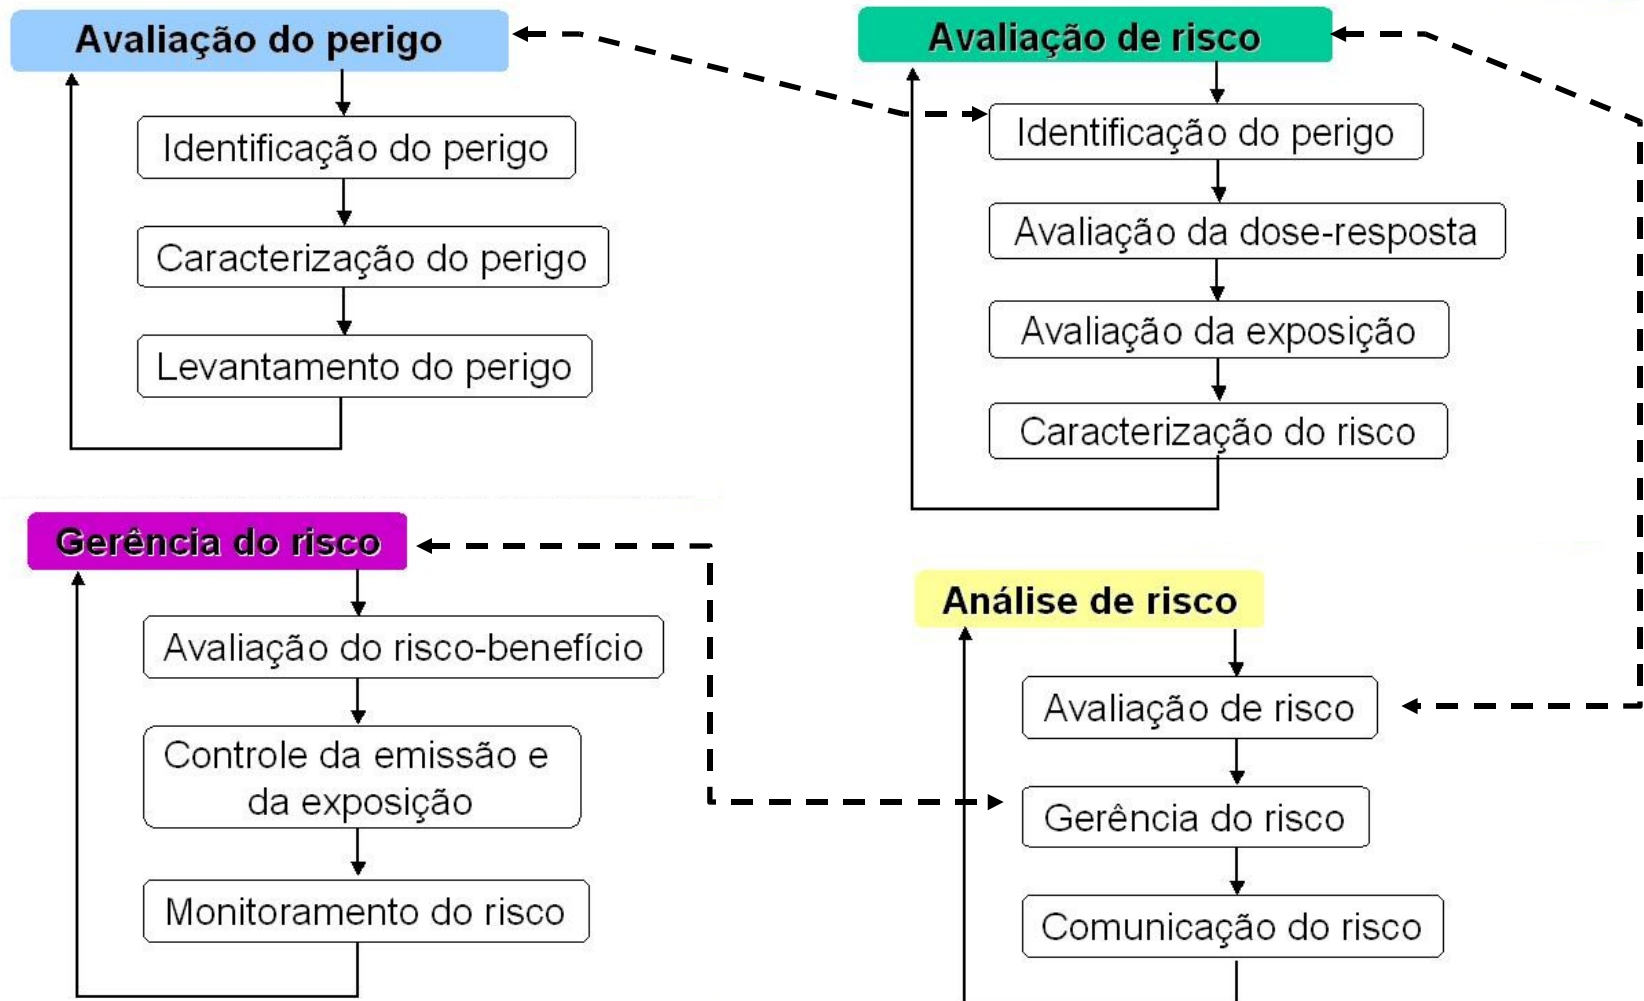 Avaliação do perigo
Identificação do perigo
Caracterização do perigo
Levantamento do perigo
Avaliação de risco
Identificação do perigo
Avaliação da dose-resposta
Avaliação da exposição
Caracterização do risco
Gerência do risco
Avaliação do risco-benefício
Controle da emissão e
da exposição
Monitoramento do risco
Análise de risco
Avaliação de risco
Gerência do risco
Comunicação do risco